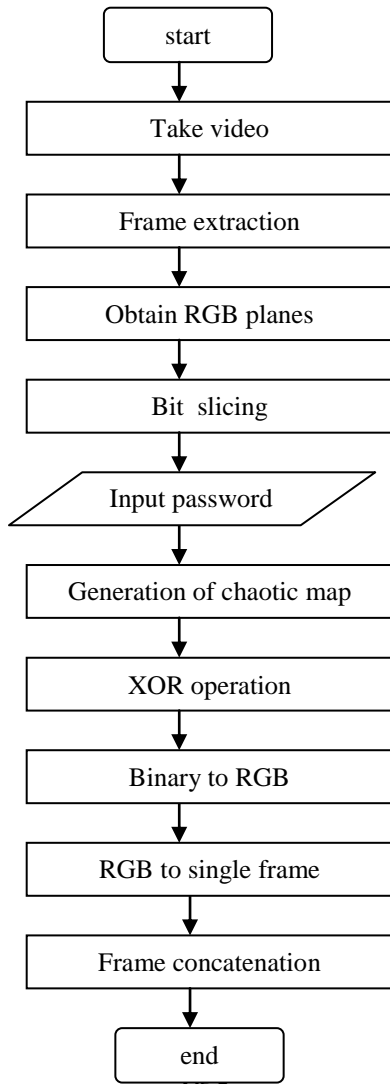 start
Take video
Frame extraction
Obtain RGB planes
Bit slicing
Input password
Generation of chaotic map
XOR operation
Binary to RGB
RGB to single frame
Frame concatenation
end